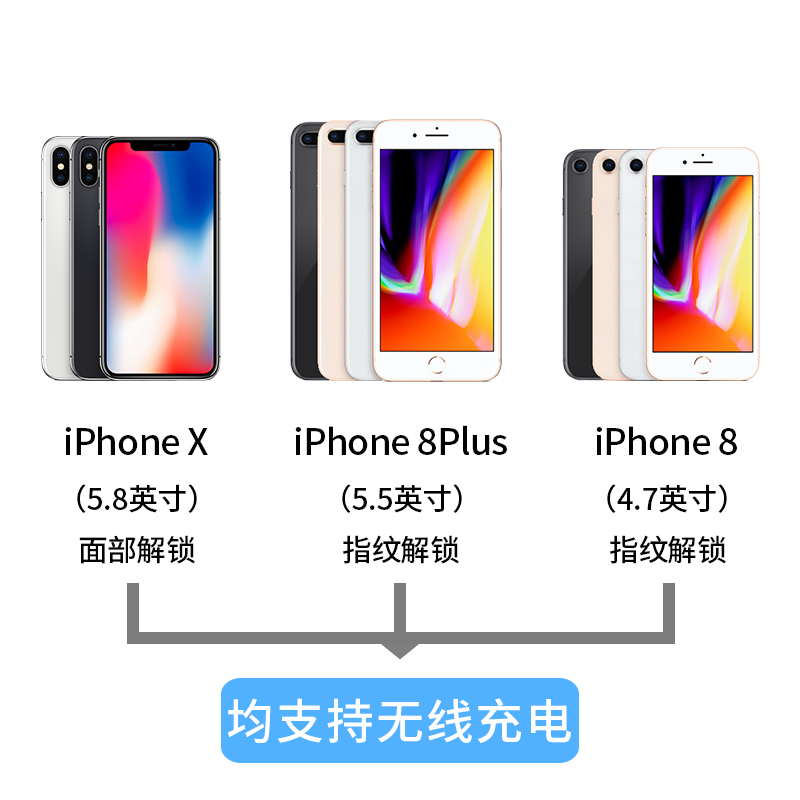 iPhone X
（5.8英寸）
面部解锁
iPhone 8Plus
（5.5英寸）
指纹解锁
iPhone 8
（4.7英寸）
指纹解锁
均支持无线充电